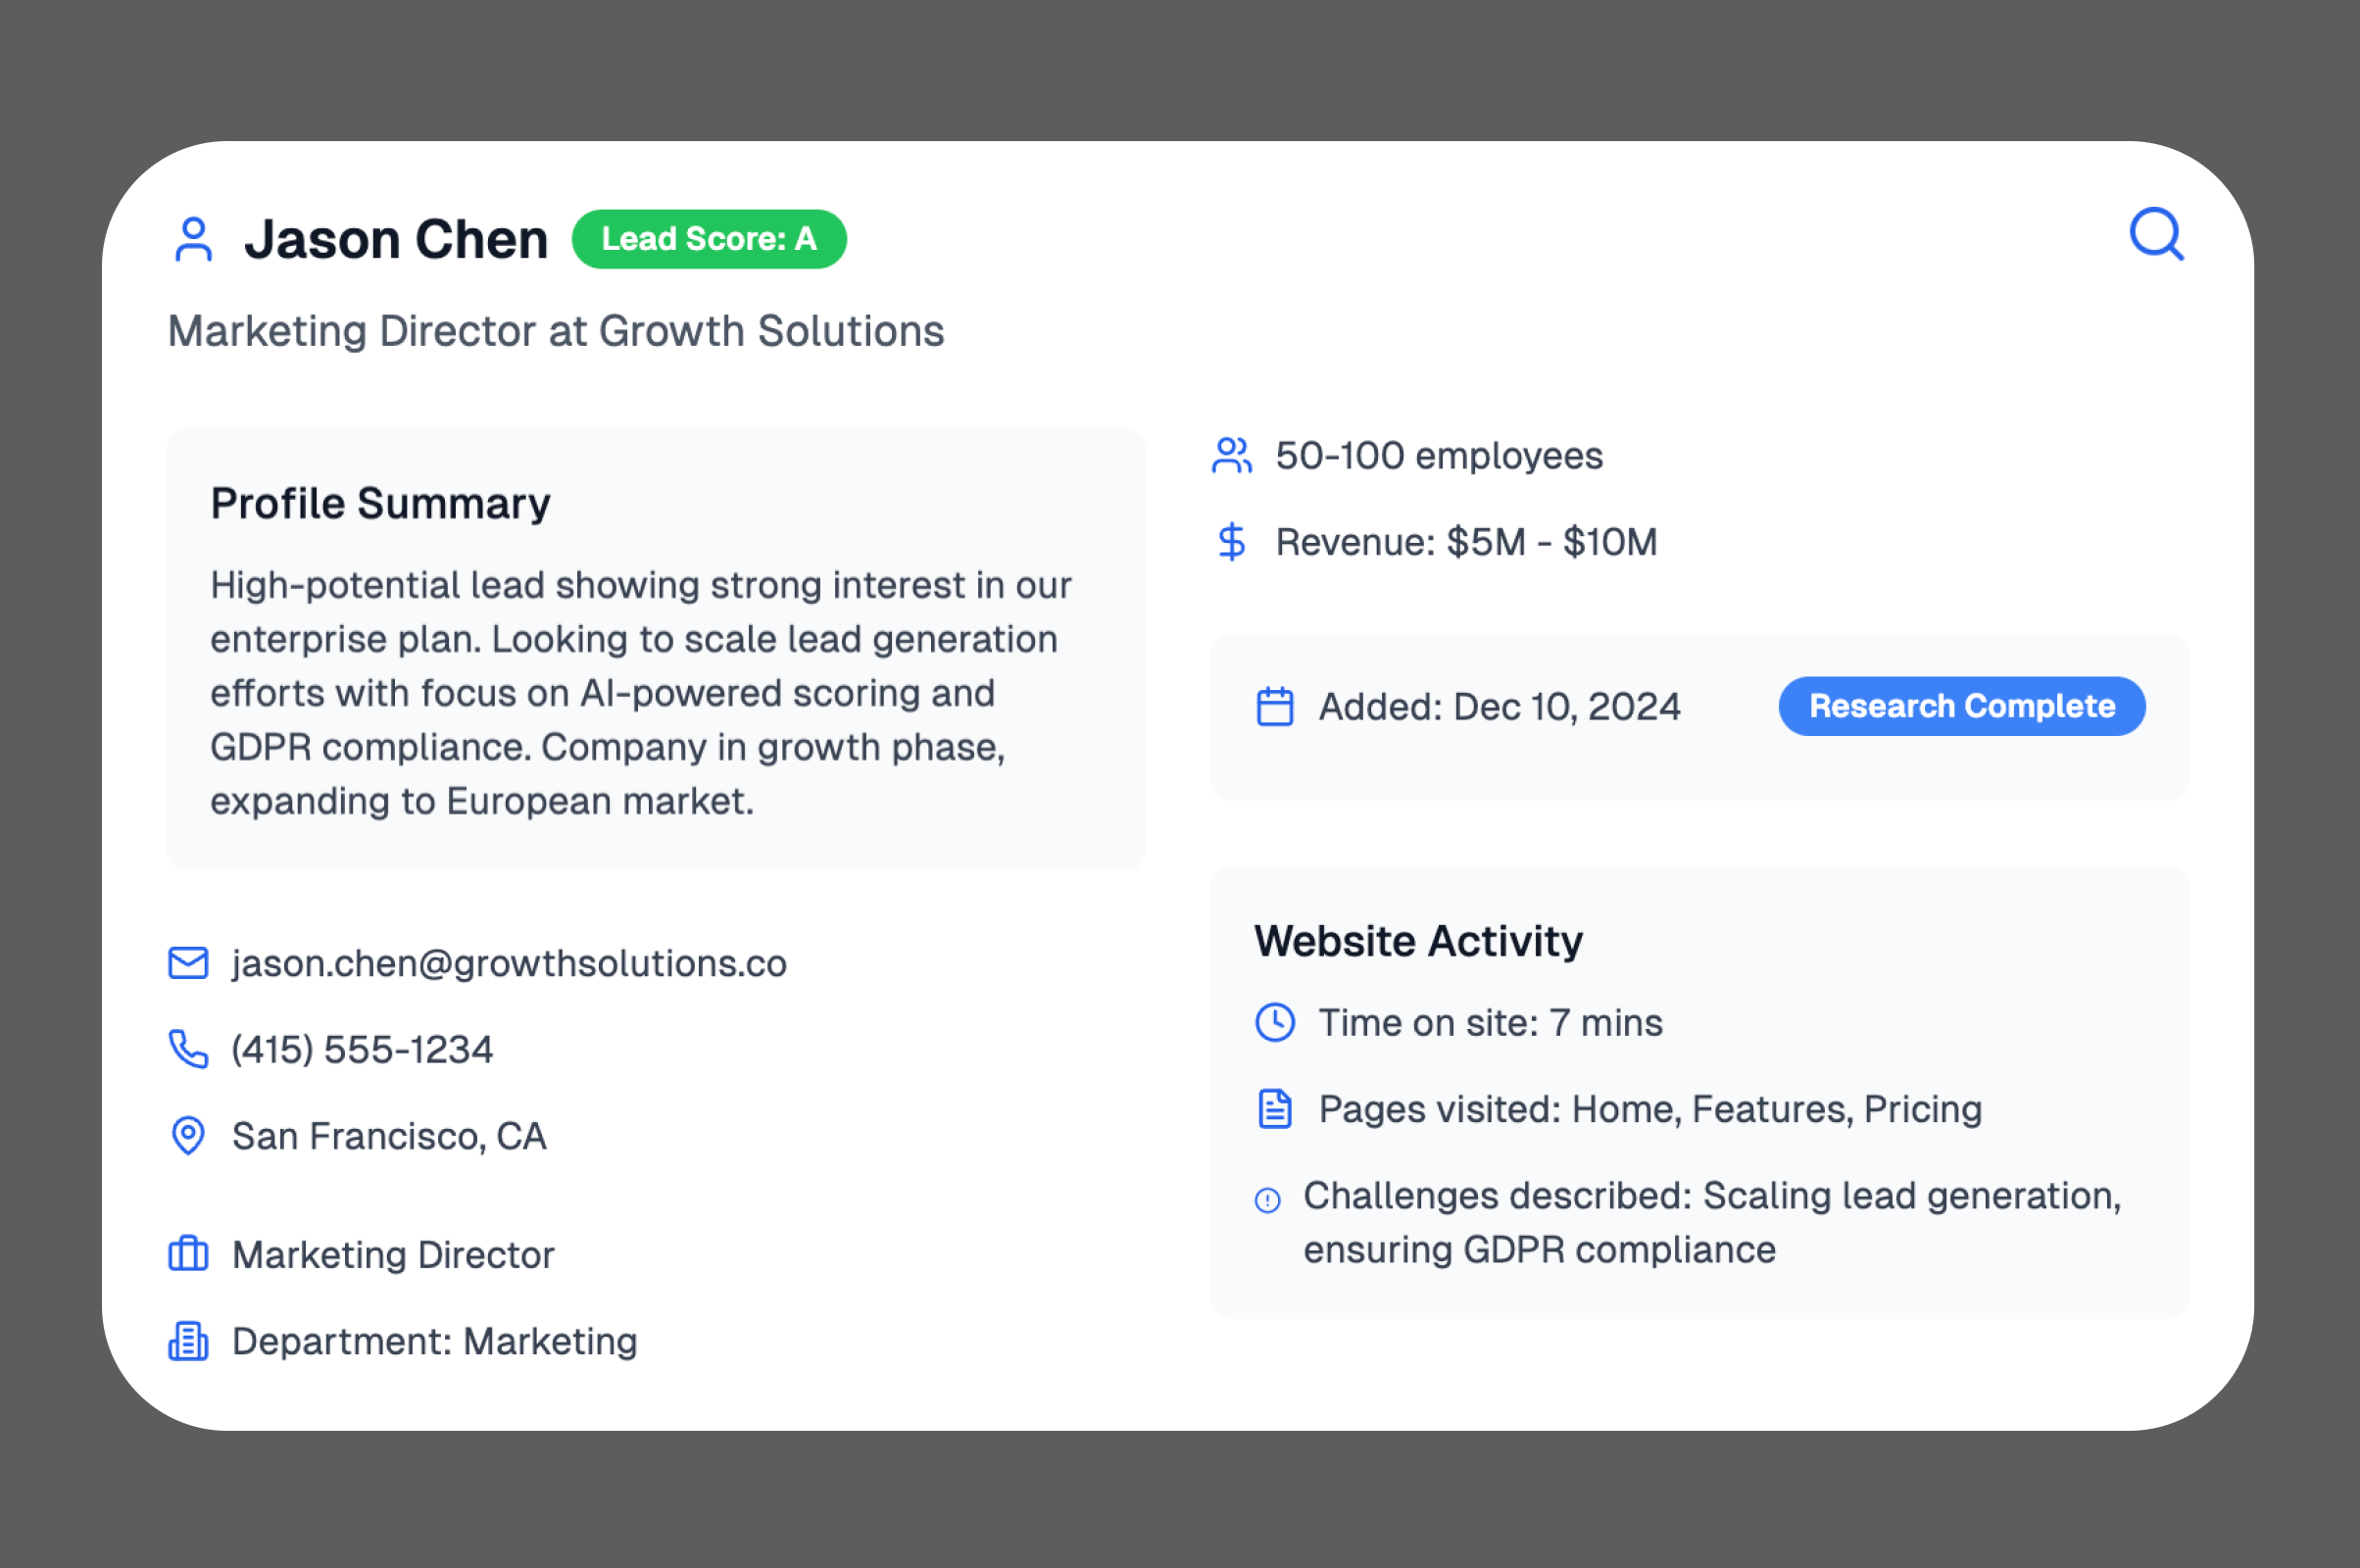 Jason Chen
Lead Score: A
Marketing Director at Growth Solutions
Profile Summary
High-potential lead showing strong interest in our
enterprise plan. Looking to scale lead generation
efforts with focus on AI-powered scoring and
GDPR compliance. Company in growth phase,
expanding to European market.
jason.chen@growthsolutions.co
(415) 555-1234
San Francisco, CA
Marketing Director
Department: Marketing
50-100 employees
Revenue: $5M - $10M
Added: Dec 10, 2024
Research Complete
Website Activity
Time on site: 7 mins
Pages visited: Home, Features, Pricing
Challenges described: Scaling lead generation,
ensuring GDPR compliance